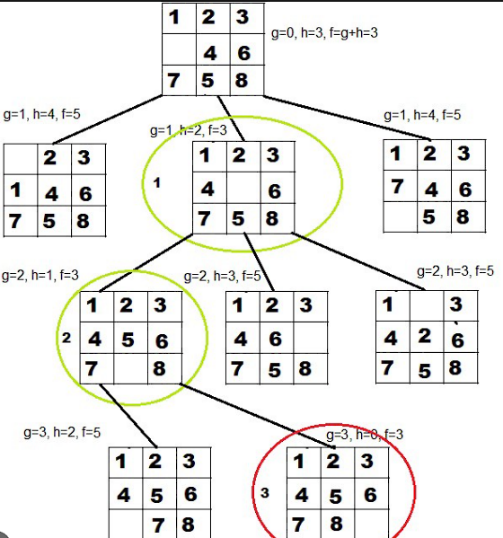 1 2 3
4 6
7 5 8
g=0, h=3, f=g+h=3
g=1, h=4, f=5
2 3
1 4 6
7 5 8
g=1, h=2, f=3
1
1 2 3
4 6
7 5 8
g=1, h=4, f=5
1 2 3
7 4 6
5 8
g=2, h=1, f=3
2
1 2 3
4 5 6
7 8
g=2, h=3, f=5
1 2 3
4 6
7 5 8
g=2, h=3, f=5
1 3
4 2 6
7 5 8
g=3, h=2, f=5
1 2 3
4 5 6
7 8
g=3, h=0, f=3
3
1 2 3
4 5 6
7 8